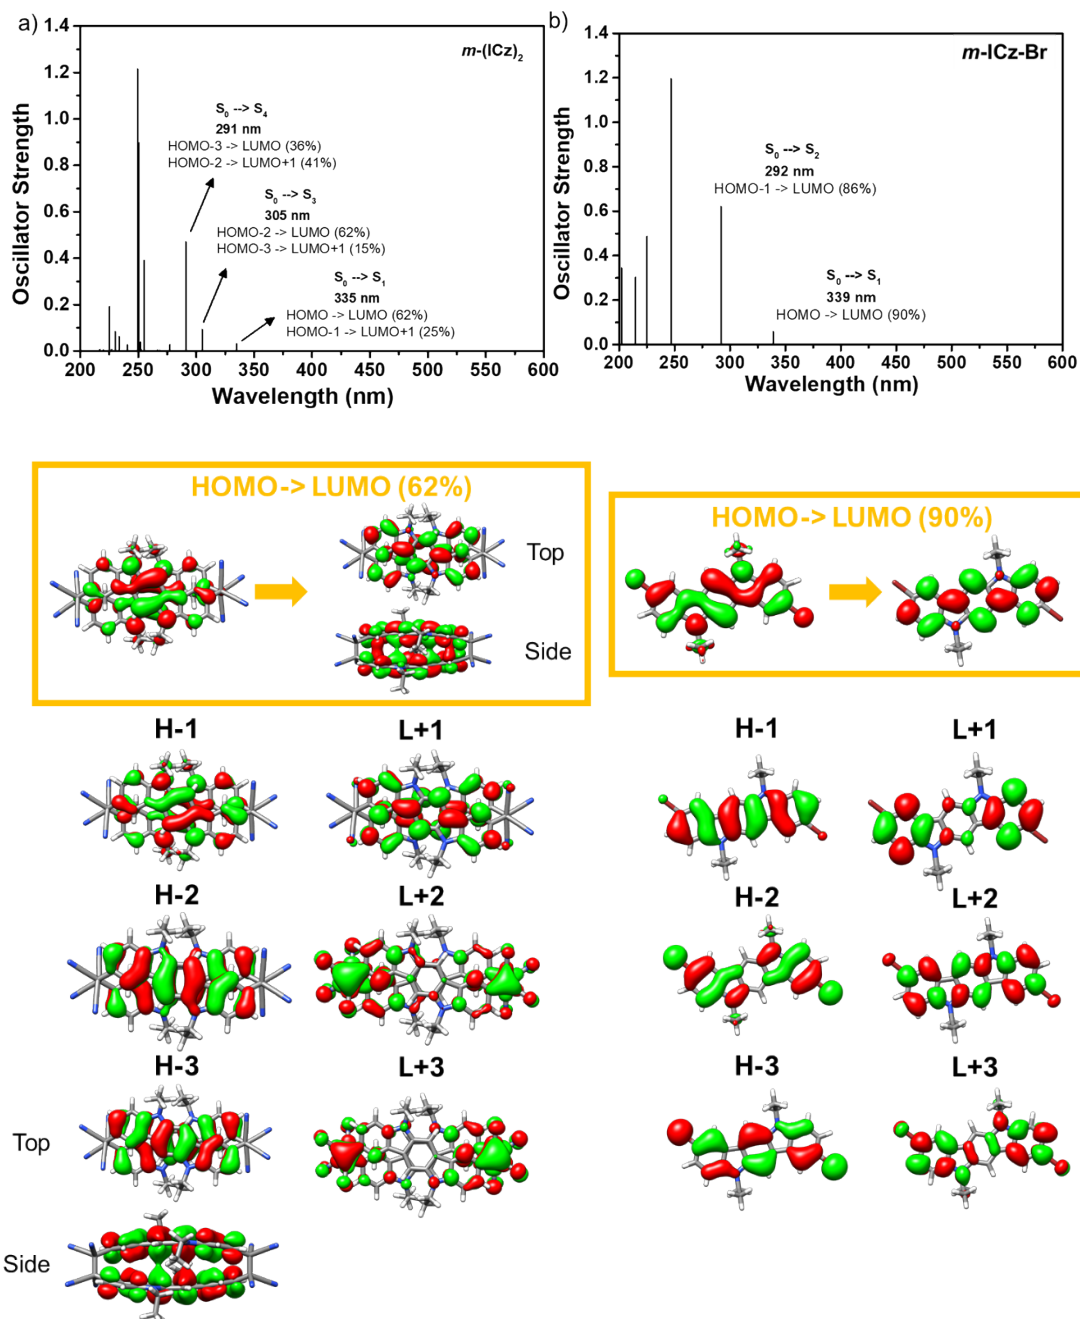 a)
1.4
1.2
1.0
0.8
0.6
0.4
0.2
0.0
Oscillator Strength
m-(ICz)2
S0 --> S4
291 nm
HOMO-3 -> LUMO (36%)
HOMO-2 -> LUMO+1 (41%)
S0 --> S3
305 nm
HOMO-2 -> LUMO (62%)
HOMO-3 -> LUMO+1 (15%)
S0 --> S1
335 nm
HOMO -> LUMO (62%)
HOMO-1 -> LUMO+1 (25%)
200 250 300 350 400 450 500 550 600
Wavelength (nm)
b)
1.4
1.2
1.0
0.8
0.6
0.4
0.2
0.0
Oscillator Strength
m-ICz-Br
S0 --> S2
292 nm
HOMO-1 -> LUMO (86%)
S0 --> S1
339 nm
HOMO -> LUMO (90%)
200 250 300 350 400 450 500 550 600
Wavelength (nm)
HOMO-> LUMO (62%)
Top
Side
HOMO-> LUMO (90%)
H-1 L+1 H-1 L+1
H-2 L+2 H-2 L+2
H-3 L+3 H-3 L+3
Top
Side